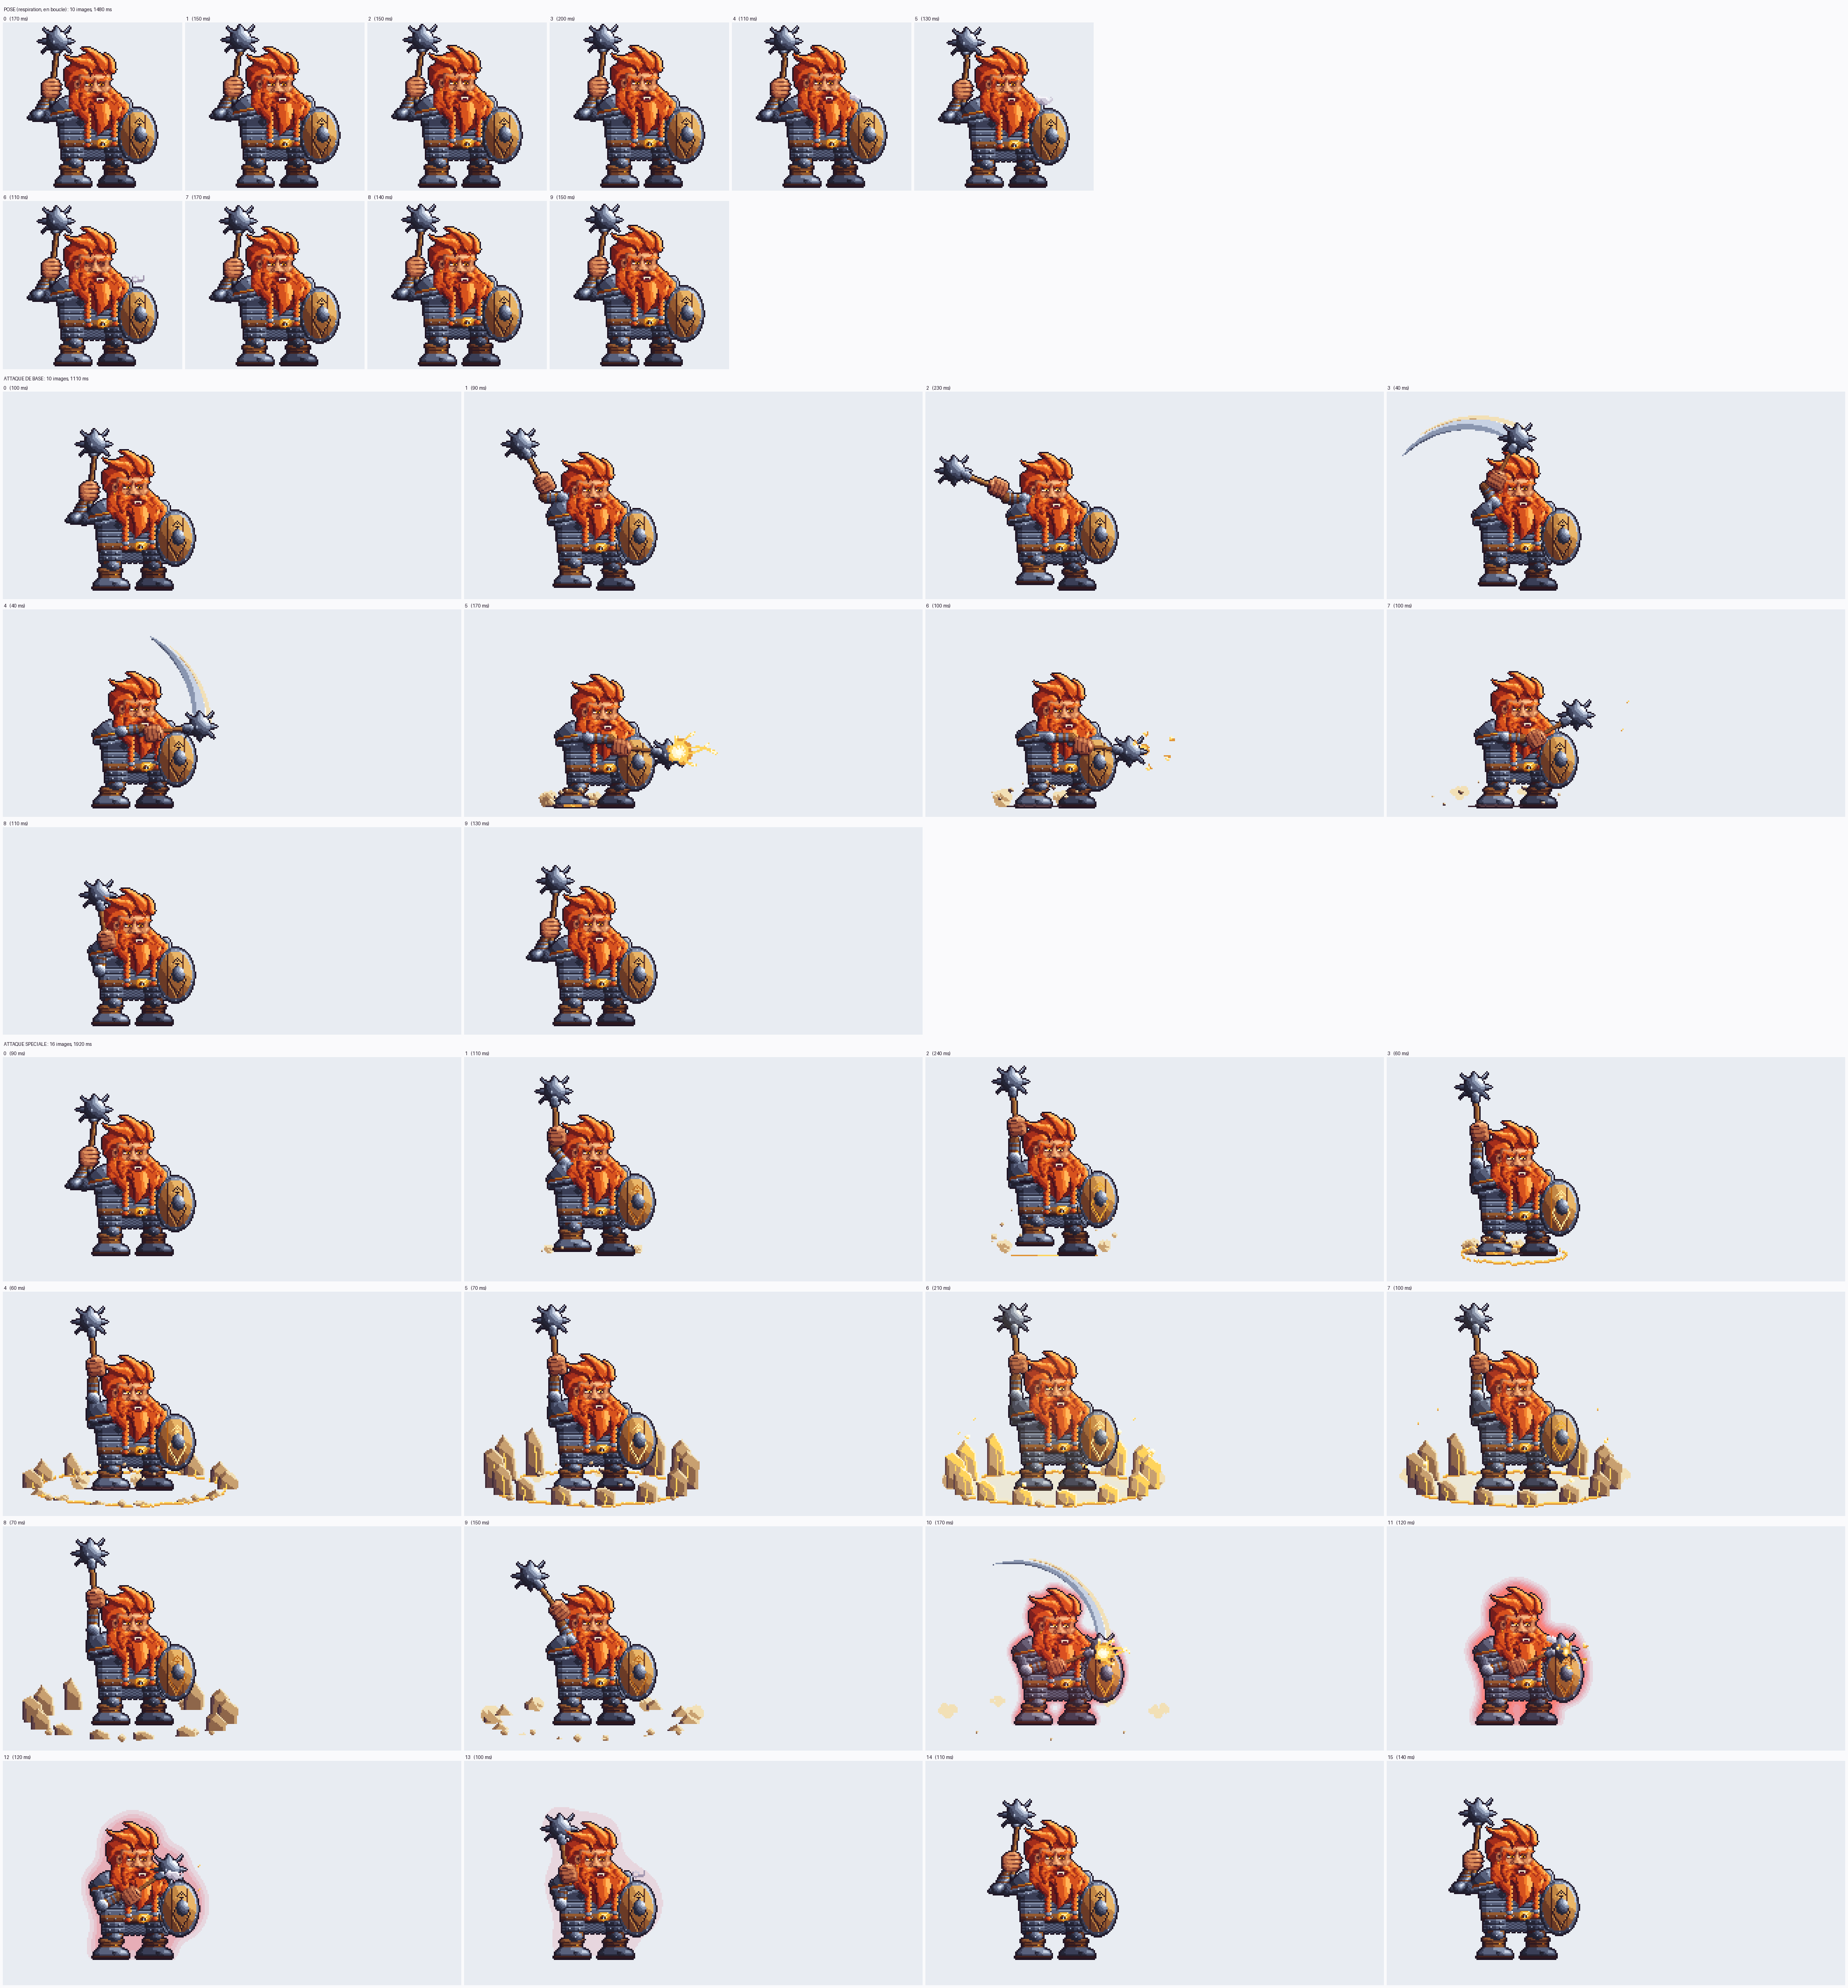 POSE (respiration, en boucle) : 10 images, 1480 ms
0 (170 ms) 1 (150 ms) 2 (150 ms) 3 (200 ms) 4 (110 ms) 5 (130 ms)
6 (110 ms) 7 (170 ms) 8 (140 ms) 9 (150 ms)
ATTAQUE DE BASE : 10 images, 1110 ms
0 (100 ms) 1 (90 ms) 2 (230 ms) 3 (40 ms)
4 (40 ms) 5 (170 ms) 6 (100 ms) 7 (100 ms)
8 (110 ms) 9 (130 ms)
ATTAQUE SPECIALE : 16 images, 1920 ms
0 (90 ms) 1 (110 ms) 2 (240 ms) 3 (60 ms)
4 (60 ms) 5 (70 ms) 6 (210 ms) 7 (100 ms)
8 (70 ms) 9 (150 ms) 10 (170 ms) 11 (120 ms)
12 (120 ms) 13 (100 ms) 14 (110 ms) 15 (140 ms)